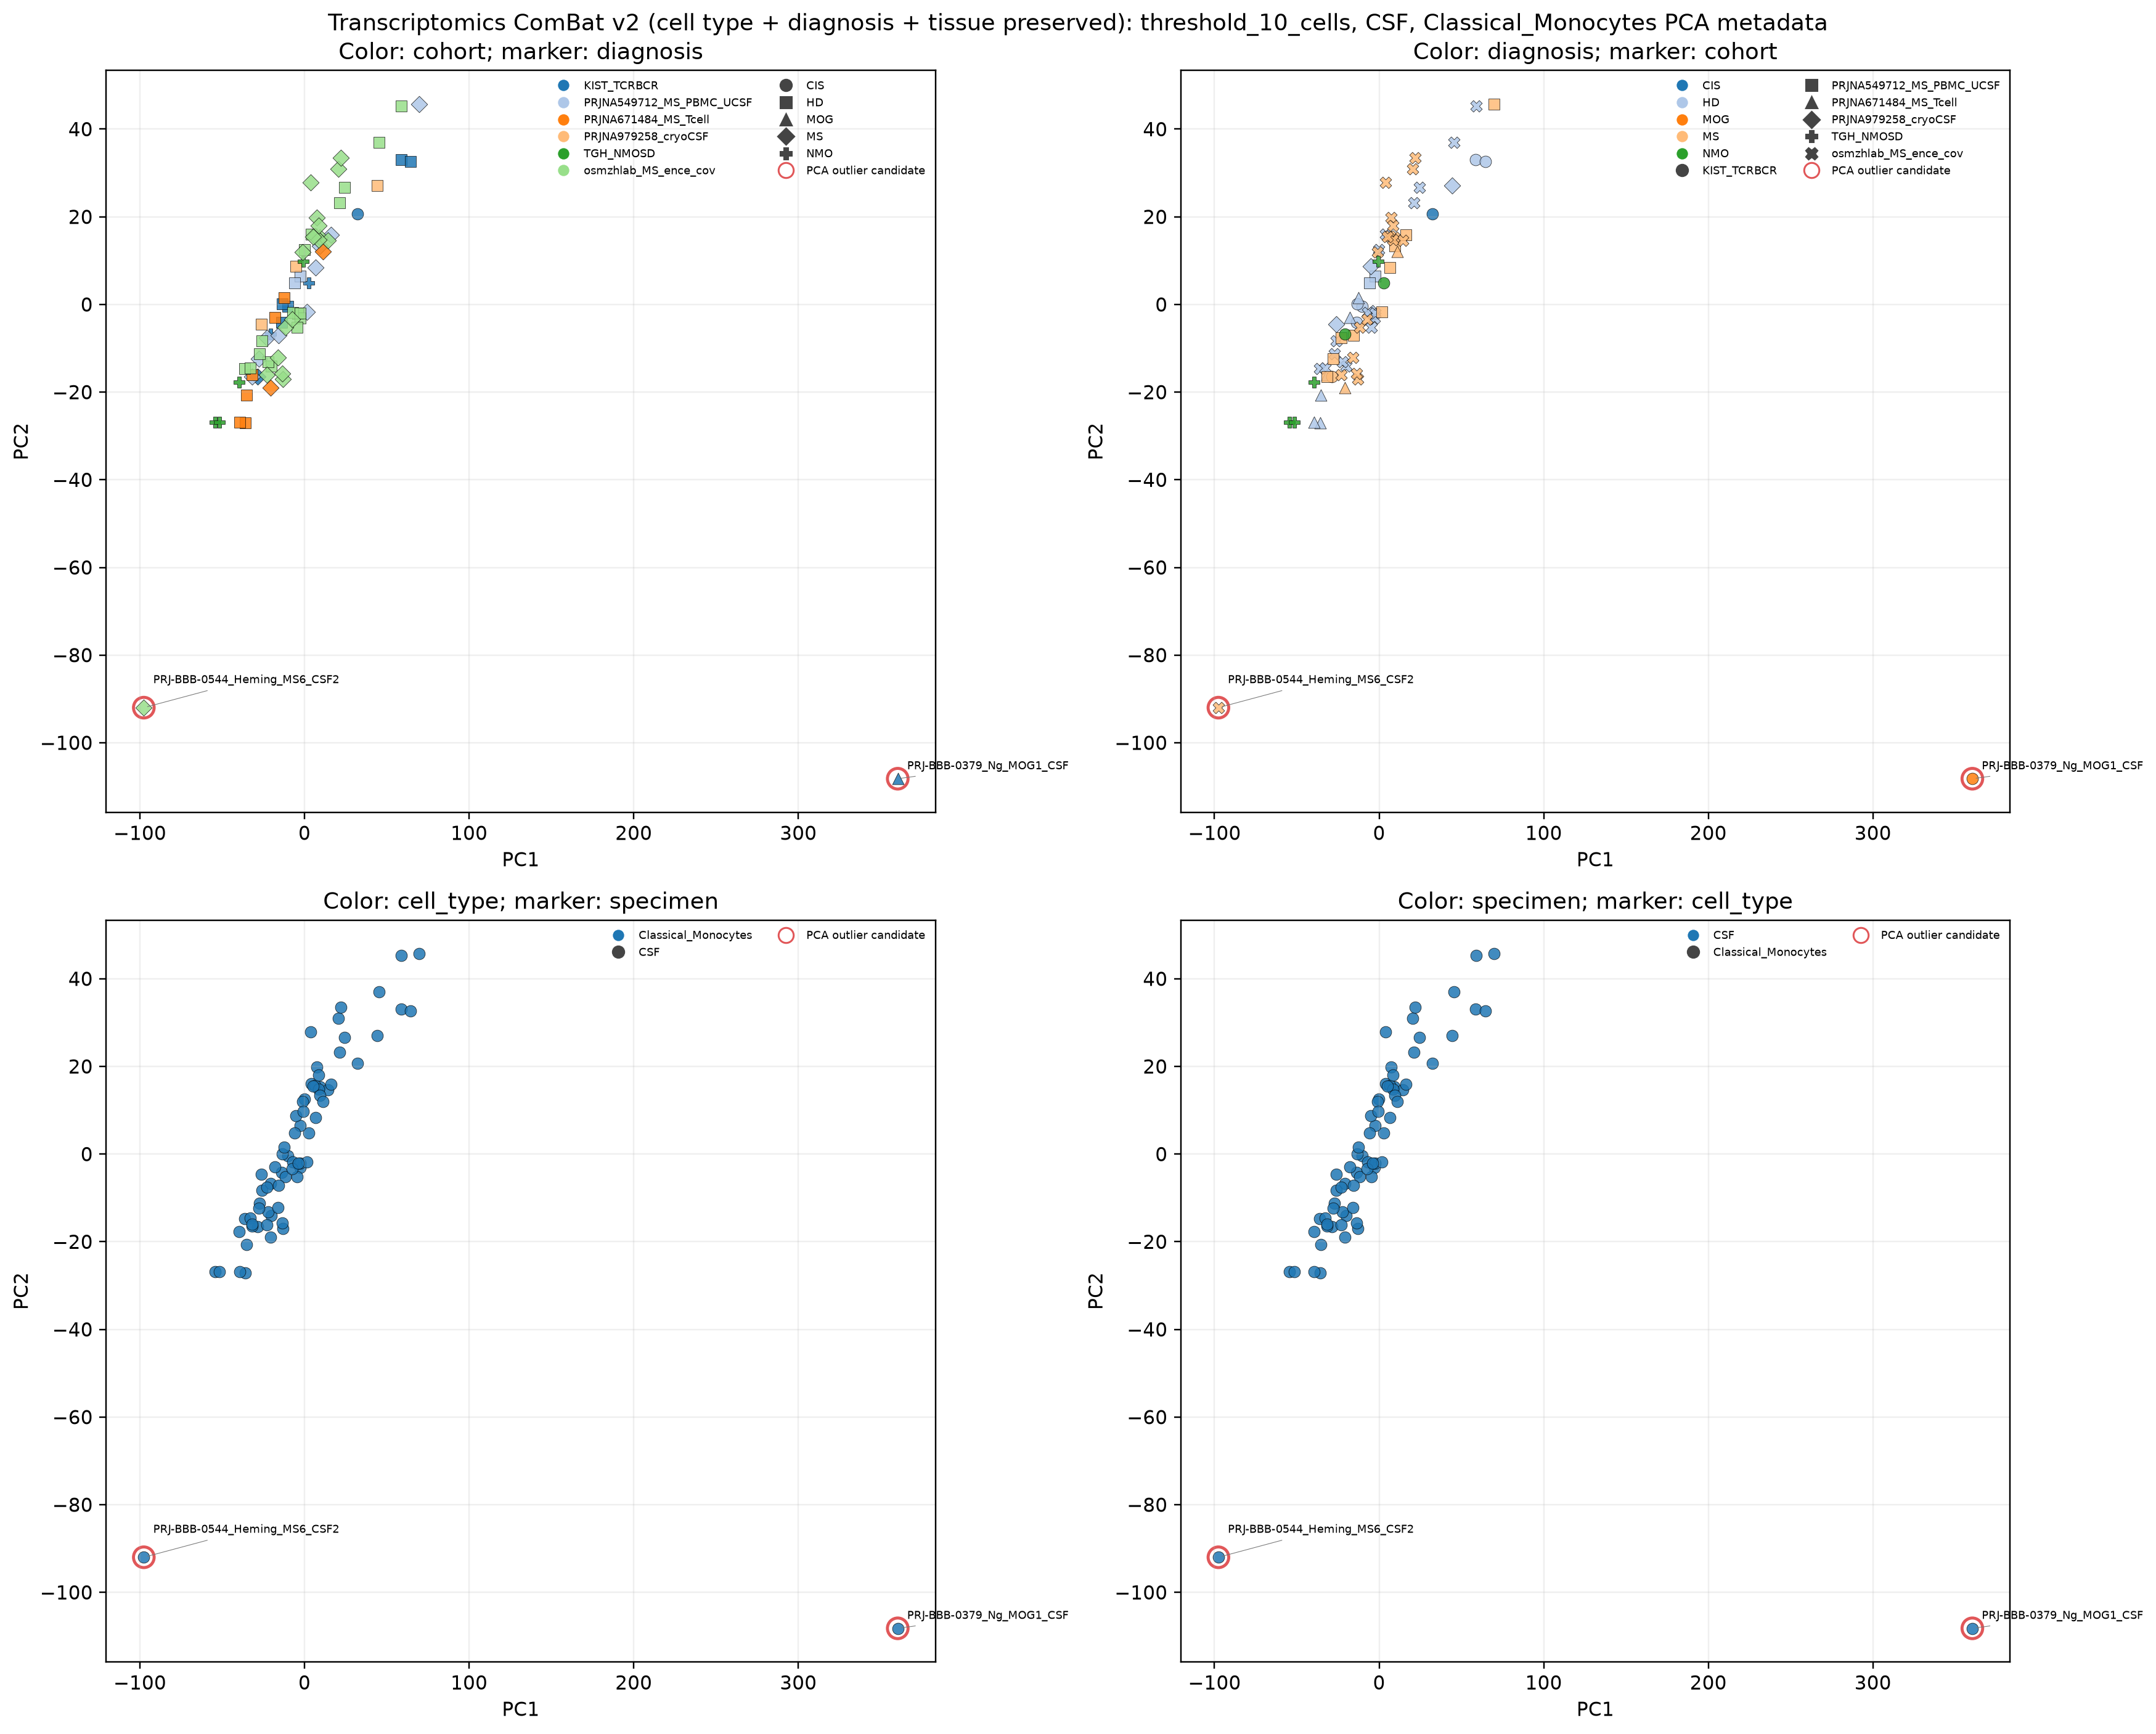 Transcriptomics ComBat v2 (cell type + diagnosis + tissue preserved): threshold_10_cells, CSF, Classical_Monocytes PCA metadata
Color: cohort; marker: diagnosis
KIST_TCRBCR
PRJNA549712_MS_PBMC_UCSF
PRJNA671484_MS_Tcell
PRJNA979258_cryoCSF
TGH_NMOSD
osmzhlab_MS_ence_cov
CIS
HD
MOG
MS
NMO
PCA outlier candidate
40
20
0
−20
−40
−60
−80
−100
PC2
PRJ-BBB-0544_Heming_MS6_CSF2
PRJ-BBB-0379_Ng_MOG1_CSF
−100
0
100
200
300
PC1
Color: diagnosis; marker: cohort
CIS
HD
MOG
MS
NMO
KIST_TCRBCR
PRJNA549712_MS_PBMC_UCSF
PRJNA671484_MS_Tcell
PRJNA979258_cryoCSF
TGH_NMOSD
osmzhlab_MS_ence_cov
PCA outlier candidate
40
20
0
−20
−40
−60
−80
−100
PC2
PRJ-BBB-0544_Heming_MS6_CSF2
PRJ-BBB-0379_Ng_MOG1_CSF
−100
0
100
200
300
PC1
Color: cell_type; marker: specimen
Classical_Monocytes
CSF
PCA outlier candidate
40
20
0
−20
−40
−60
−80
−100
PC2
PRJ-BBB-0544_Heming_MS6_CSF2
PRJ-BBB-0379_Ng_MOG1_CSF
−100
0
100
200
300
PC1
Color: specimen; marker: cell_type
CSF
Classical_Monocytes
PCA outlier candidate
40
20
0
−20
−40
−60
−80
−100
PC2
PRJ-BBB-0544_Heming_MS6_CSF2
PRJ-BBB-0379_Ng_MOG1_CSF
−100
0
100
200
300
PC1